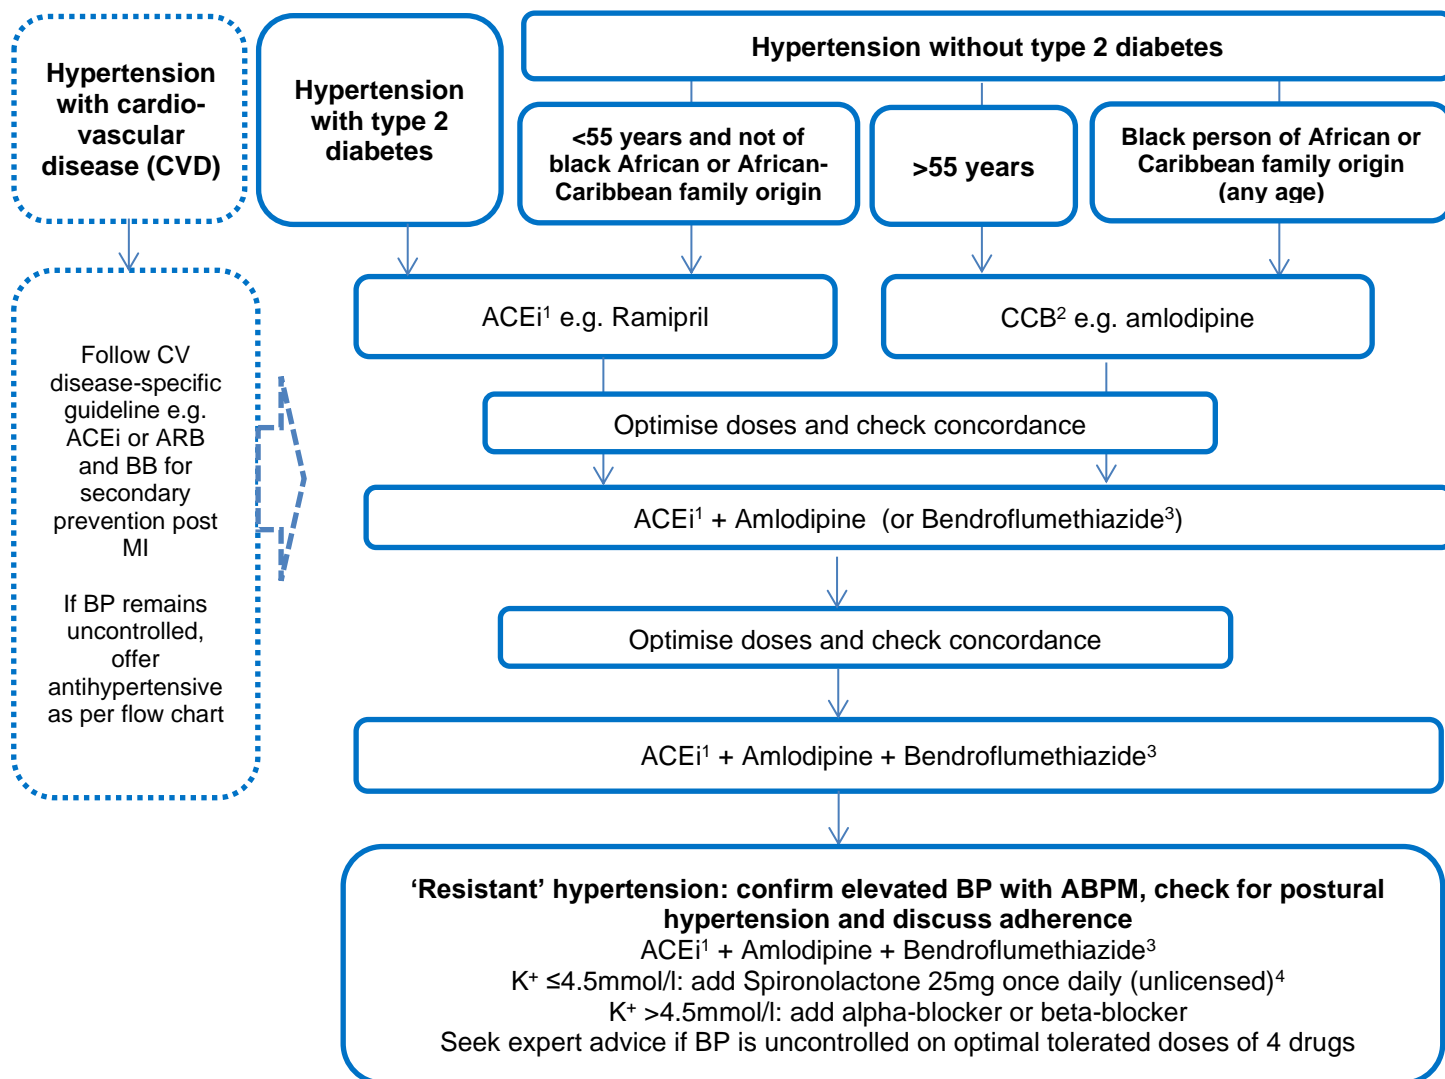 Hypertension
with cardio-
vascular
disease (CVD)
Hypertension
with type 2
diabetes
Hypertension without type 2 diabetes
<55 years and not of
black African or African-
Caribbean family origin
>55 years
Black person of African or
Caribbean family origin
(any age)
Follow CV
disease-specific
guideline e.g.
ACEi or ARB
and BB for
secondary
prevention post
MI
If BP remains
uncontrolled,
offer
antihypertensive
as per flow chart
ACEi¹ e.g. Ramipril
CCB² e.g. amlodipine
Optimise doses and check concordance
ACEi¹ + Amlodipine (or Bendroflumethiazide³)
Optimise doses and check concordance
ACEi¹ + Amlodipine + Bendroflumethiazide³
‘Resistant’ hypertension: confirm elevated BP with ABPM, check for postural
hypertension and discuss adherence
ACEi¹ + Amlodipine + Bendroflumethiazide³
K⁺ ≤4.5mmol/l: add Spironolactone 25mg once daily (unlicensed)⁴
K⁺ >4.5mmol/l: add alpha-blocker or beta-blocker
Seek expert advice if BP is uncontrolled on optimal tolerated doses of 4 drugs